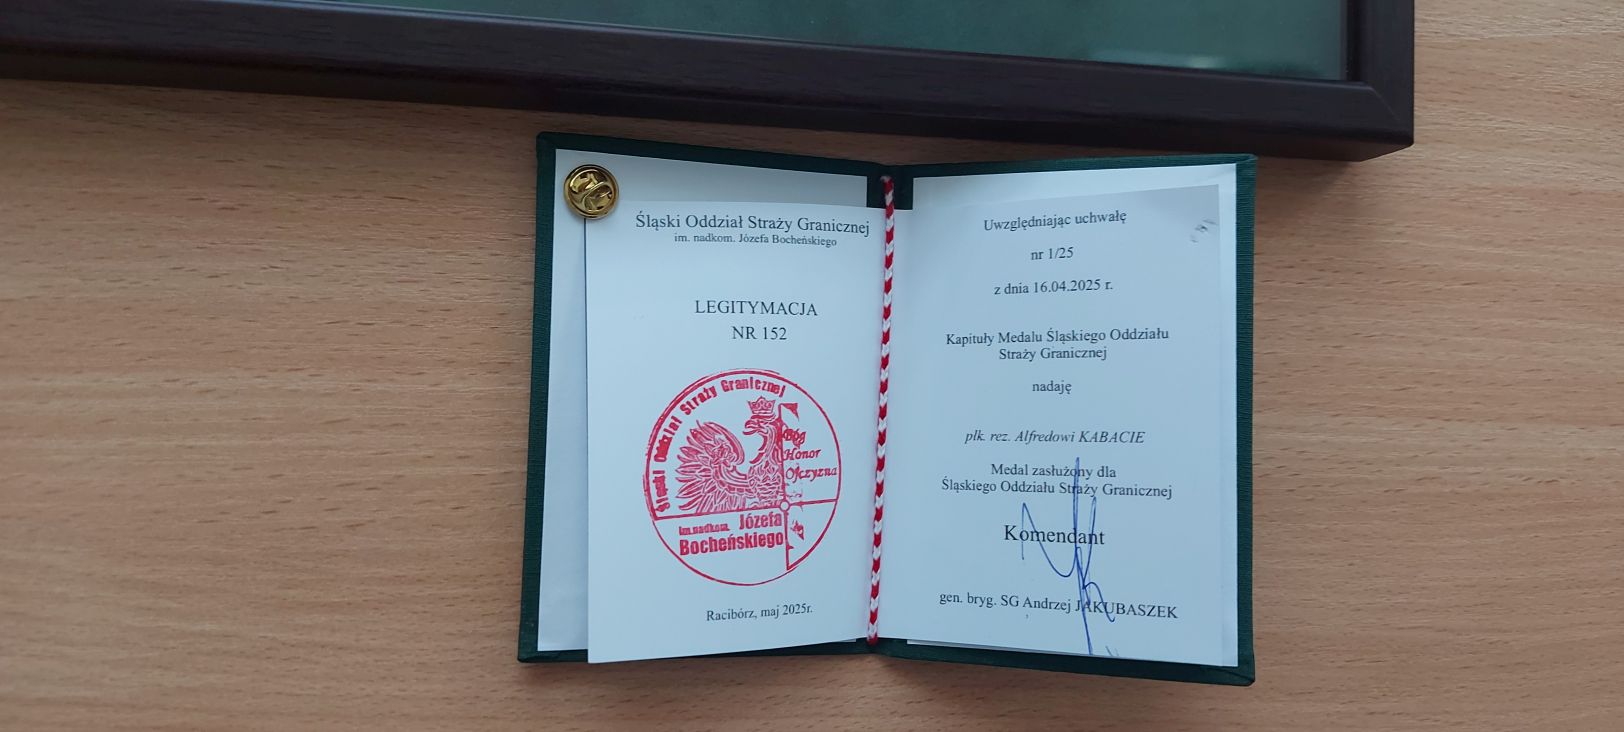 Śląski Oddział Straży Granicznej
im. nadkom. Józefa Bocheńskiego
LEGITYMACJA
NR 152
Śląski Oddział Straży Granicznej
Bóg
Honor
Ojczyzna
im.nadkom. Józefa
Bocheńskiego
Racibórz, maj 2025r.
Uwzględniając uchwałę
nr 1/25
z dnia 16.04.2025 r.
Kapituły Medalu Śląskiego Oddziału
Straży Granicznej
nadaję
płk. rez. Alfredowi KABACIE
Medal zasłużony dla
Śląskiego Oddziału Straży Granicznej
Komendant
gen. bryg. SG Andrzej JAKUBASZEK